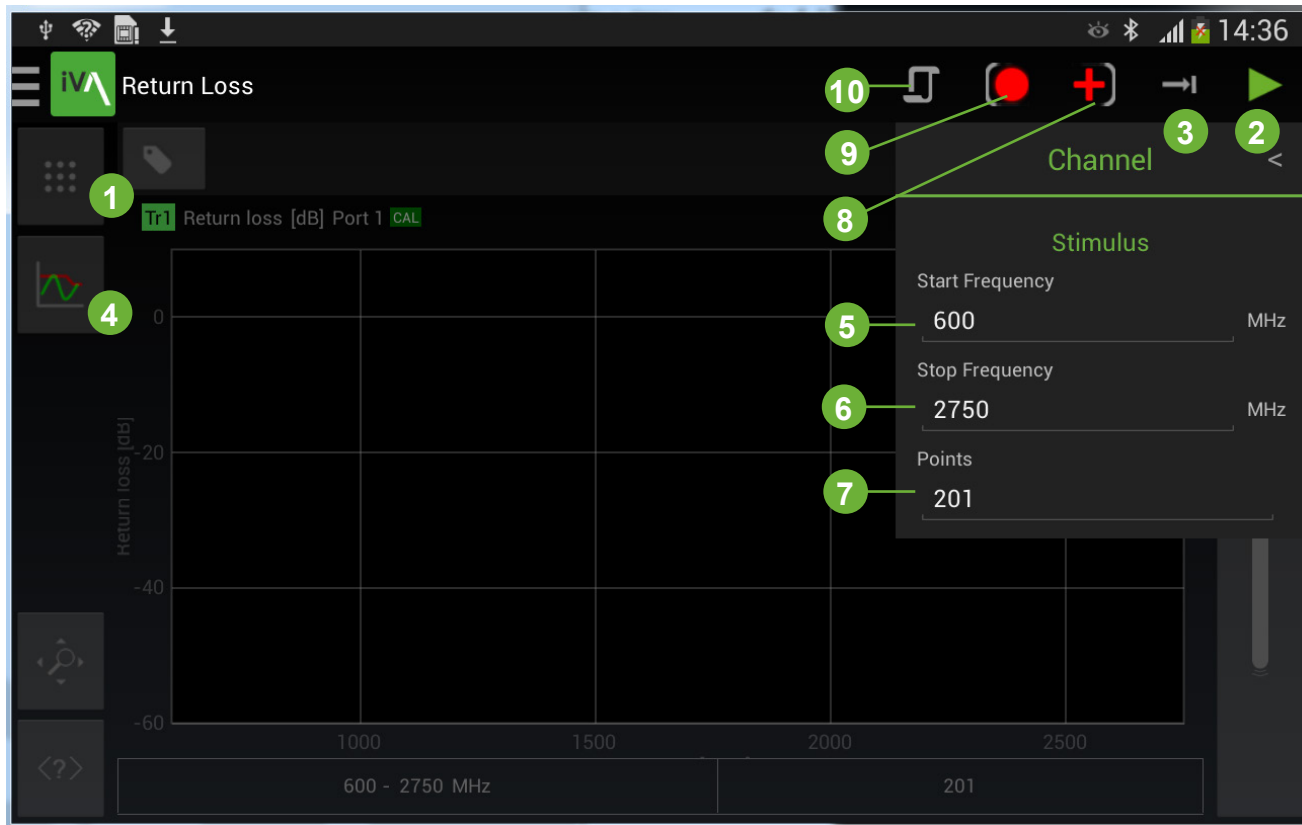 14:36
iVA Return Loss
10
9
8
3
2
Channel <
1
Tr1 Return loss [dB] Port 1 CAL
Stimulus
Start Frequency
4
0
5
600 MHz
Stop Frequency
6
2750 MHz
Return loss [dB]
-20
Points
7
201
-40
-60
1000 1500 2000 2500
<?>
600 - 2750 MHz 201